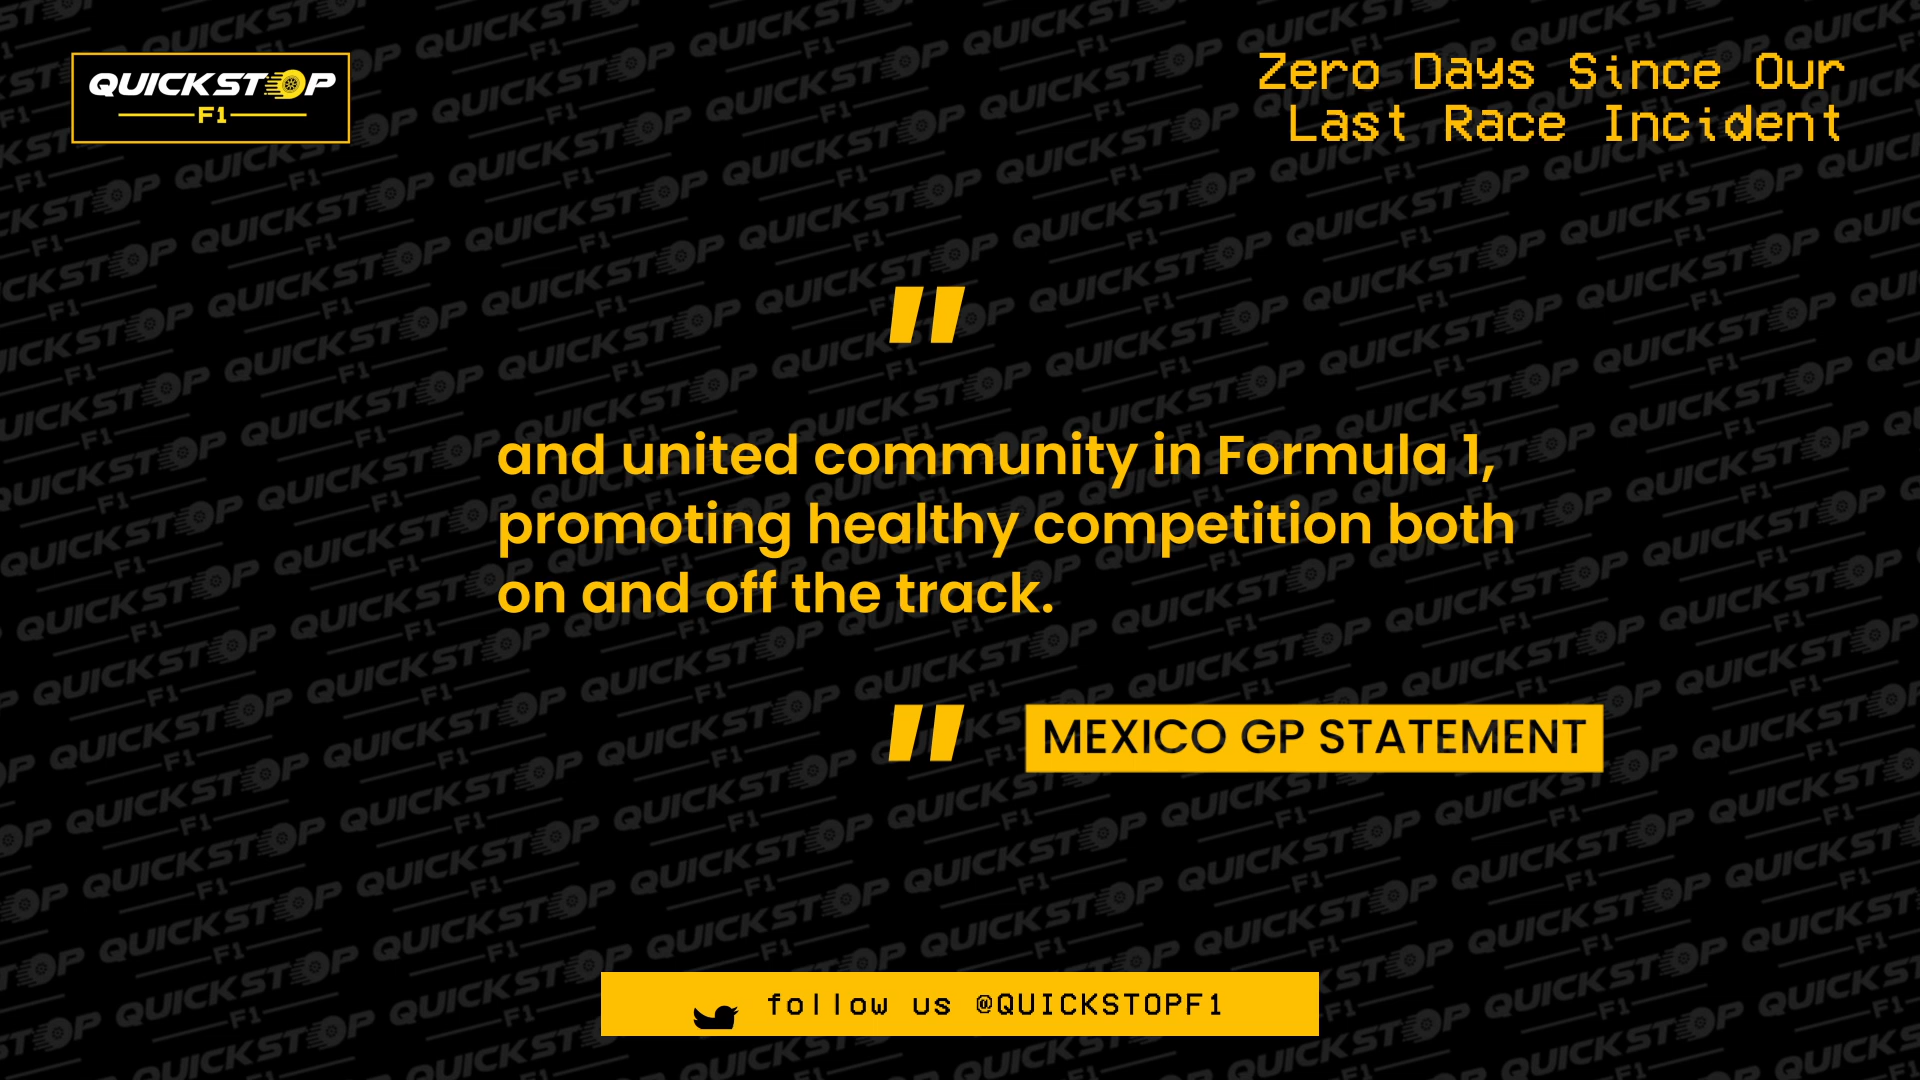 QUICKSTOP
F1
Zero Days Since Our
Last Race Incident
"
and united community in Formula 1,
promoting healthy competition both
on and off the track.
"
MEXICO GP STATEMENT
follow us @QUICKSTOPF1